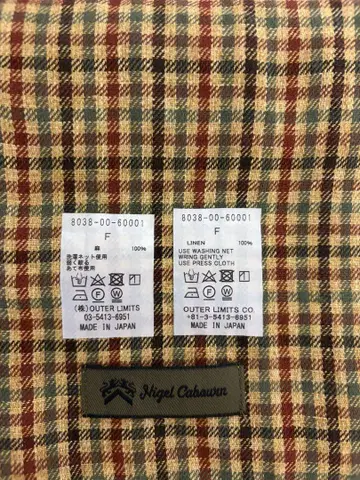 8038-00-60001
F
麻 100%
洗濯ネット使用
弱く絞る
あて布使用
(株)OUTER LIMITS
03-5413-6951
MADE IN JAPAN
8038-00-60001
F
LINEN 100%
USE WASHING NET
WRING GENTLY
USE PRESS CLOTH
OUTER LIMITS CO.
+81-3-5413-6951
MADE IN JAPAN
Nigel Cabourn